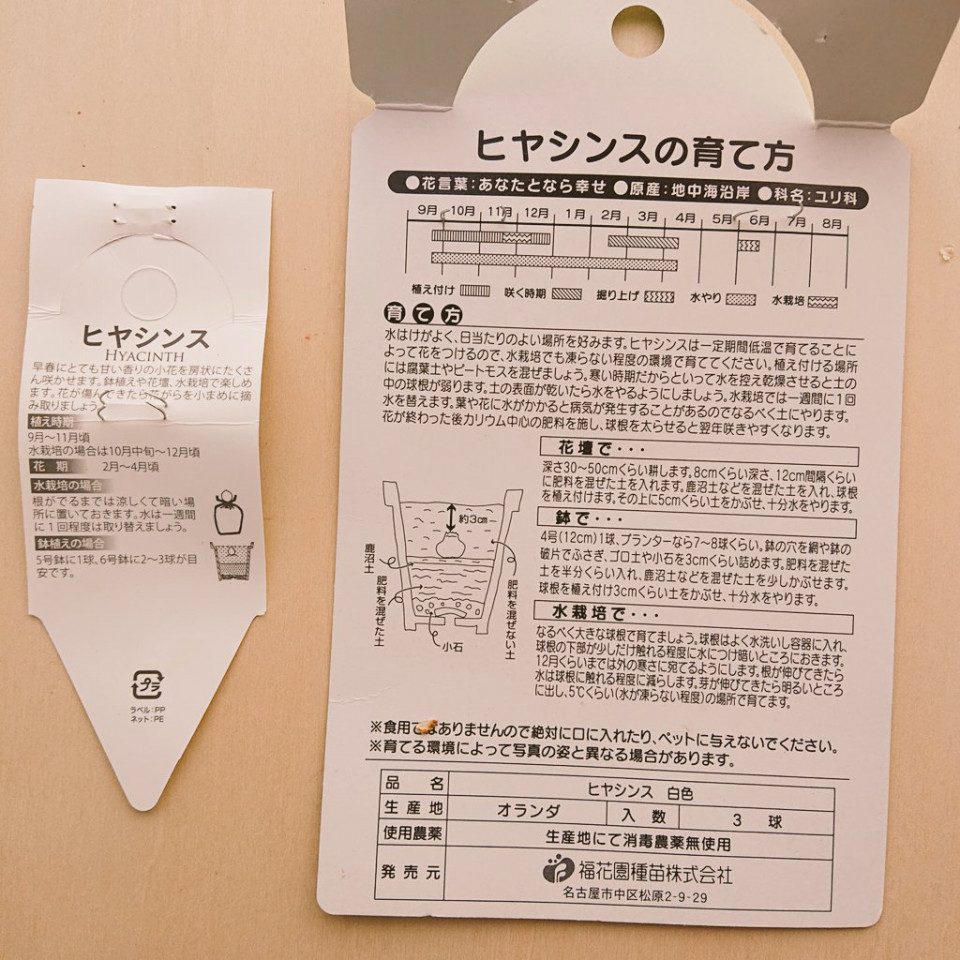 ヒヤシンス
HYACINTH
早春にとても甘い香りの小花を房状にたくさ
ん咲かせます。鉢植えや花壇、水栽培で楽しめ
ます。花が傷んできたら花がらを小まめに摘
み取りましょう。
植え時期
9月〜11月頃
水栽培の場合は10月中旬〜12月頃
花 期 2月〜4月頃
水栽培の場合
根がでるまでは涼しくて暗い場
所に置いておきます。水は一週間
に1回程度は取り替えましょう。
鉢植えの場合
5号鉢に1球、6号鉢に2〜3球が目
安です。
プラ
ラベル:PP
ネット:PE
ヒヤシンスの育て方
●花言葉:あなたとなら幸せ ●原産:地中海沿岸 ●科名:ユリ科
9月 10月 11月 12月 1月 2月 3月 4月 5月 6月 7月 8月
植え付け 咲く時期 掘り上げ 水やり 水栽培
育て方
水はけがよく、日当たりのよい場所を好みます。ヒヤシンスは一定期間低温で育てることに
よって花をつけるので、水栽培でも凍らない程度の環境で育ててください。植え付ける場所
には腐葉土やピートモスを混ぜましょう。寒い時期だからといって水を控え乾燥させると土の
中の球根が弱ります。土の表面が乾いたら水をやるようにしましょう。水栽培では一週間に1回
水を替えます。葉や花に水がかかると病気が発生することがあるのでなるべく土にやります。
花が終わった後カリウム中心の肥料を施し、球根を太らせると翌年咲きやすくなります。
花壇で・・・
深さ30〜50cmくらい耕します。8cmくらい深さ、12cm間隔くらい
に肥料を混ぜた土を入れます。鹿沼土などを混ぜた土を入れ、球根
を植え付けます。その上に5cmくらい土をかぶせ、十分水をやります。
鉢で・・・
4号(12cm)1球、プランターなら7〜8球くらい。鉢の穴を網や鉢の
破片でふさぎ、ゴロ土や小石を3cmくらい詰めます。肥料を混ぜた
土を半分くらい入れ、鹿沼土などを混ぜた土を少しかぶせます。
球根を植え付け3cmくらい土をかぶせ、十分水をやります。
水栽培で・・・
なるべく大きな球根で育てましょう。球根はよく水洗いし容器に入れ、
球根の下部が少しだけ触れる程度に水につけ暗いところにおきます。
12月くらいまでは外の寒さに宛てるようにします。根が伸びてきたら
水は球根に触れる程度に減らします。芽が伸びてきたら明るいところ
に出し、5℃くらい(水が凍らない程度)の場所で育てます。
約3cm
鹿沼土
肥料を混ぜた土
小石
肥料を混ぜない土
※食用ではありませんので絶対に口に入れたり、ペットに与えないでください。
※育てる環境によって写真の姿と異なる場合があります。
品名 ヒヤシンス 白色
生産地 オランダ 入数 3 球
使用農薬 生産地にて消毒農薬無使用
発売元 福花園種苗株式会社
名古屋市中区松原2-9-29